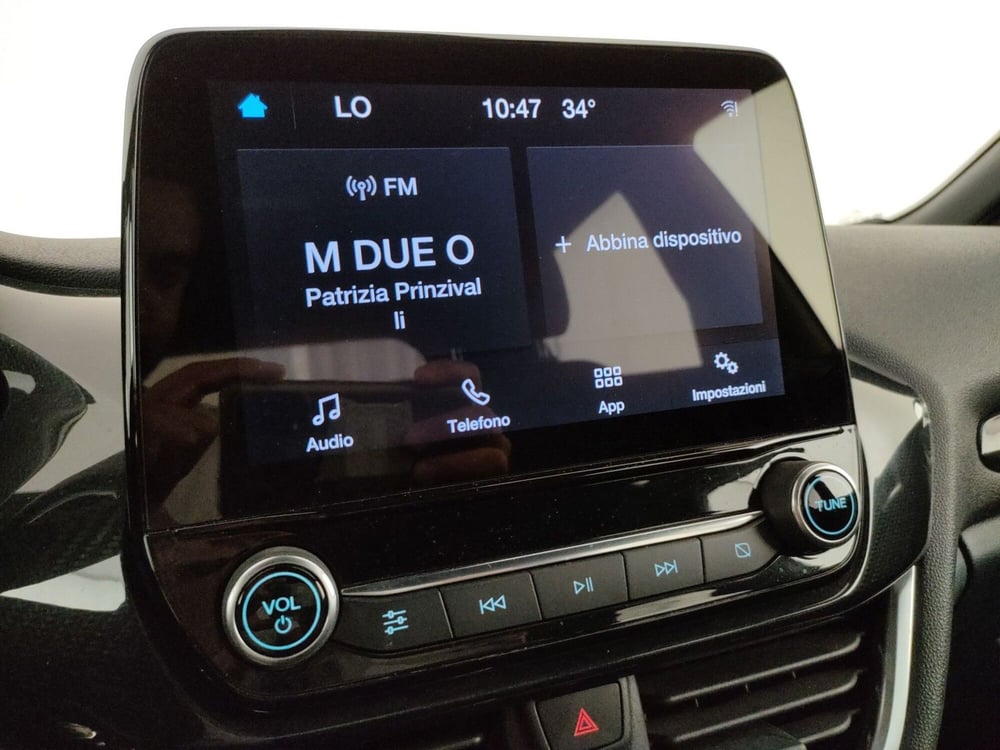 LO 10:47 34°
FM
M DUE O
Patrizia Prinzival
li
+ Abbina dispositivo
Audio
Telefono
App
Impostazioni
VOL
TUNE